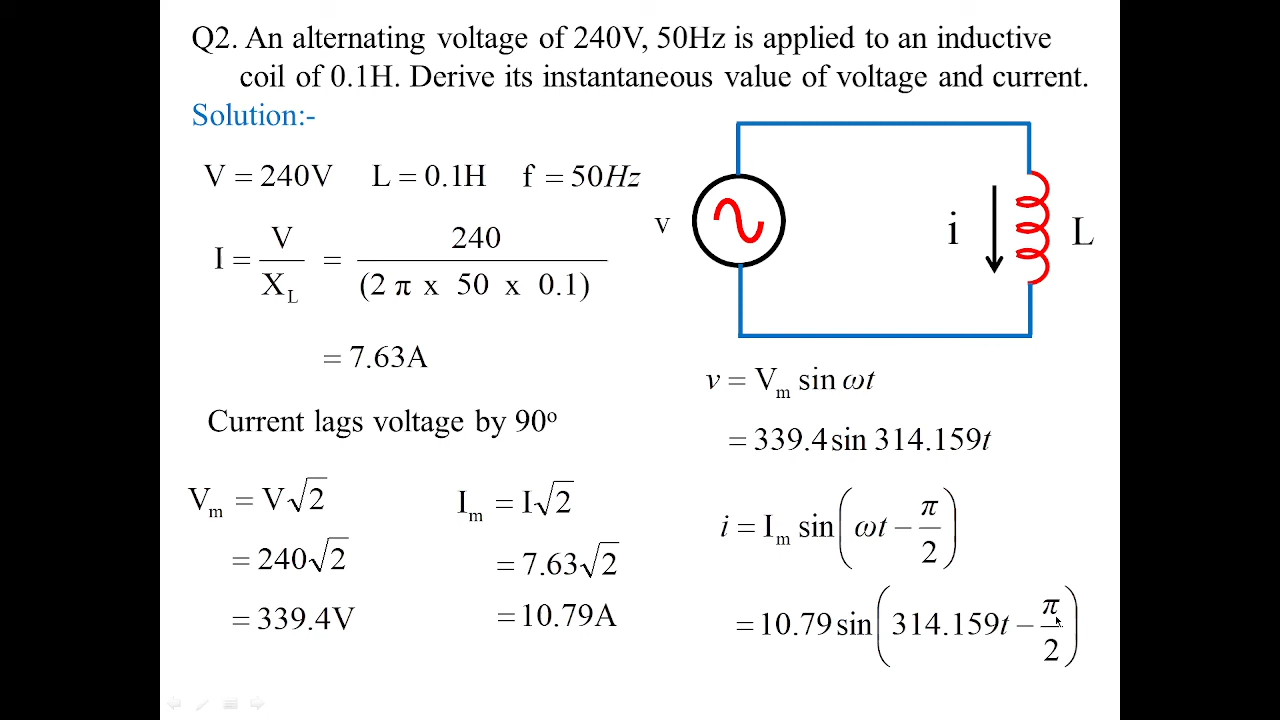 Q2. An alternating voltage of 240V, 50Hz is applied to an inductive
coil of 0.1H. Derive its instantaneous value of voltage and current.
Solution:-
V = 240V L = 0.1H f = 50Hz
I = V / X_L = 240 / (2 π x 50 x 0.1)
= 7.63A
Current lags voltage by 90°
V_m = V√2
= 240√2
= 339.4V
I_m = I√2
= 7.63√2
= 10.79A
v
i
L
v = V_m sin ωt
= 339.4 sin 314.159t
i = I_m sin(ωt − π/2)
= 10.79 sin(314.159t − π/2)